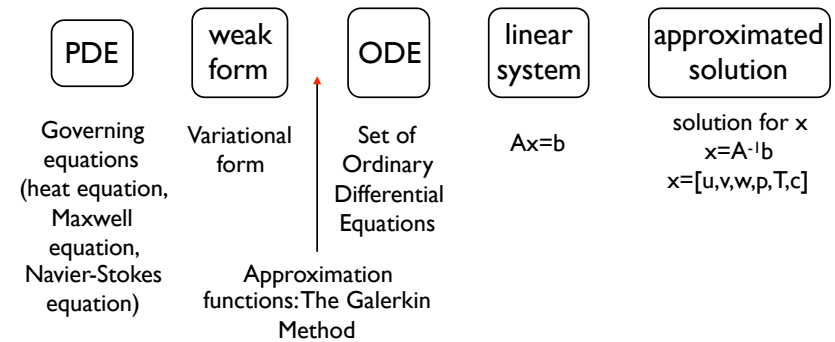 PDE
weak
form
ODE
linear
system
approximated
solution
Governing
equations
(heat equation,
Maxwell
equation,
Navier-Stokes
equation)
Variational
form
Set of
Ordinary
Differential
Equations
Ax=b
solution for x
x=A⁻¹b
x=[u,v,w,p,T,c]
Approximation
functions:The Galerkin
Method